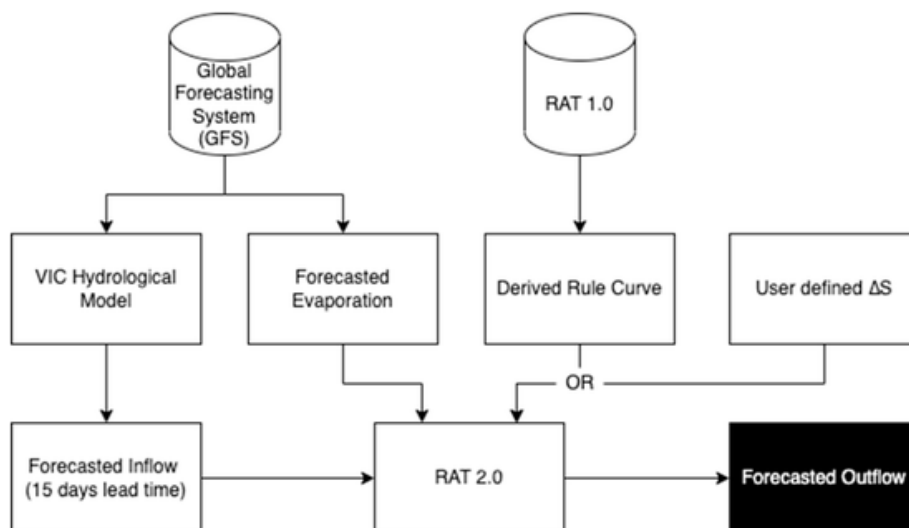 Global
Forecasting
System
(GFS)
RAT 1.0
VIC Hydrological
Model
Forecasted
Evaporation
Derived Rule Curve
User defined ΔS
OR
Forecasted Inflow
(15 days lead time)
RAT 2.0
Forecasted Outflow